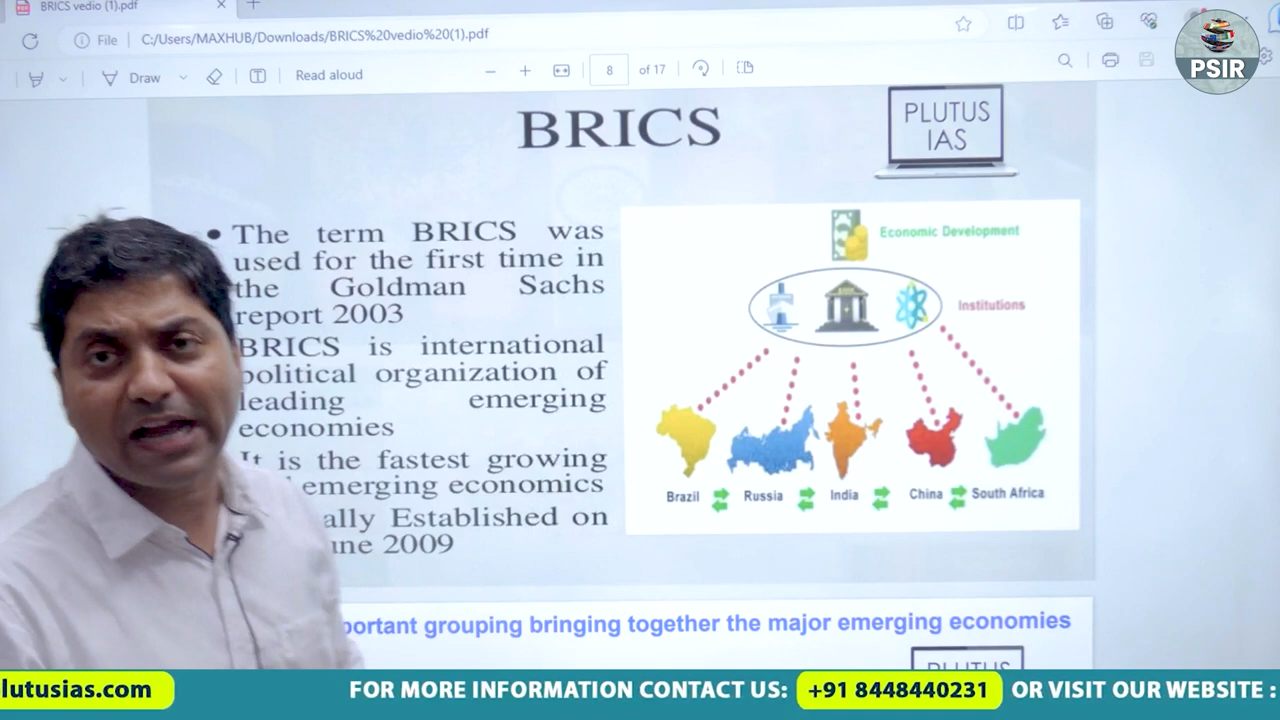 BRICS vedio (1).pdf
File
C:/Users/MAXHUB/Downloads/BRICS%20vedio%20(1).pdf
Draw
Read aloud
8
of 17
PSIR
BRICS
PLUTUS
IAS
• The term BRICS was
used for the first time in
the Goldman Sachs
report 2003
BRICS is international
political organization of
leading emerging
economies
It is the fastest growing
emerging economics
ally Established on
une 2009
Economic Development
Institutions
Brazil
Russia
India
China
South Africa
portant grouping bringing together the major emerging economies
PLUTUS
lutusias.com
FOR MORE INFORMATION CONTACT US:
+91 8448440231
OR VISIT OUR WEBSITE :